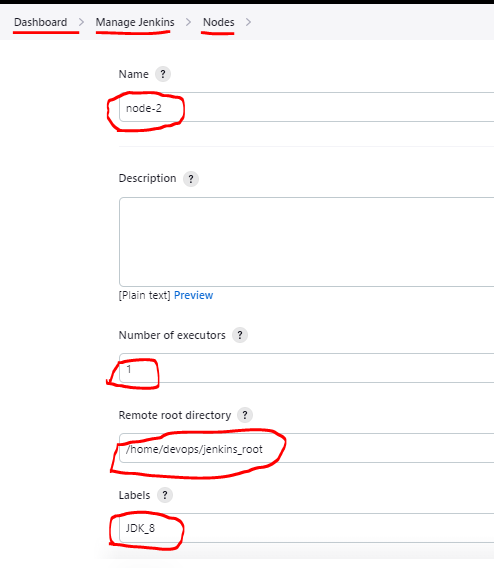 Dashboard > Manage Jenkins > Nodes >
Name ?
node-2
Description ?
[Plain text] Preview
Number of executors ?
1
Remote root directory ?
/home/devops/jenkins_root
Labels ?
JDK_8